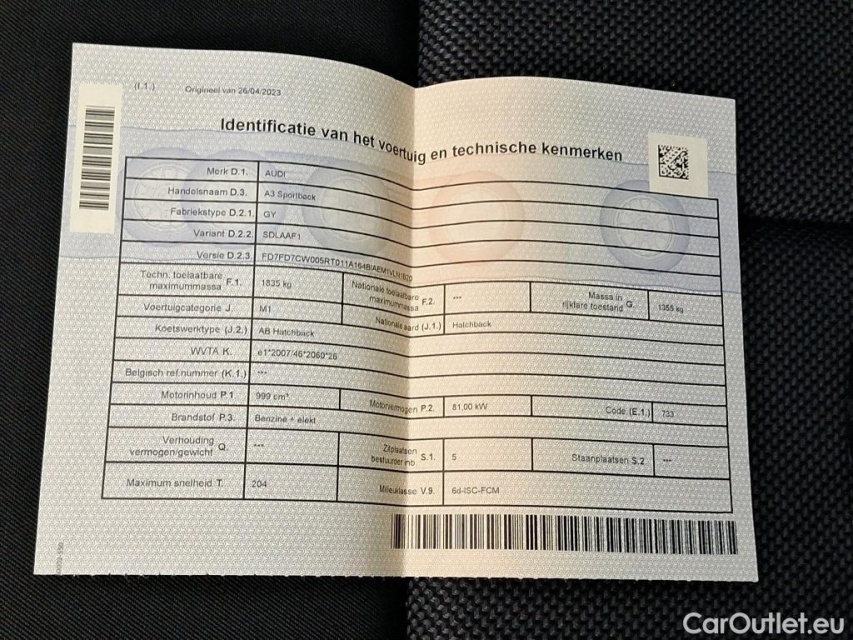 (I.1.) Origineel van 26/04/2023
Identificatie van het voertuig en technische kenmerken
Merk D.1. AUDI
Handelsnaam D.3. A3 Sportback
Fabriekstype D.2.1. GY
Variant D.2.2. SDLAAF1
Versie D.2.3. FD7FD7CW005RT011A164BIAEM1VLN1B20
Techn. toelaatbare maximummassa F.1. 1835 kg Nationale toelaatbare maximummassa F.2. --- Massa in rijklare toestand G. 1355 kg
Voertuigcategorie J. M1 Nationale aard (J.1.) Hatchback
Koetswerktype (J.2.) AB Hatchback
WVTA K. e1*2007/46*2060*26
Belgisch ref.nummer (K.1.) ---
Motorinhoud P.1. 999 cm³ Motorvermogen P.2. 81,00 kW Code (E.1.) 733
Brandstof P.3. Benzine + elekt
Verhouding vermogen/gewicht Q. --- Zitplaatsen bestuurder inb. S.1. 5 Staanplaatsen S.2. ---
Maximum snelheid T. 204 Milieuklasse V.9. 6d-ISC-FCM
CarOutlet.eu